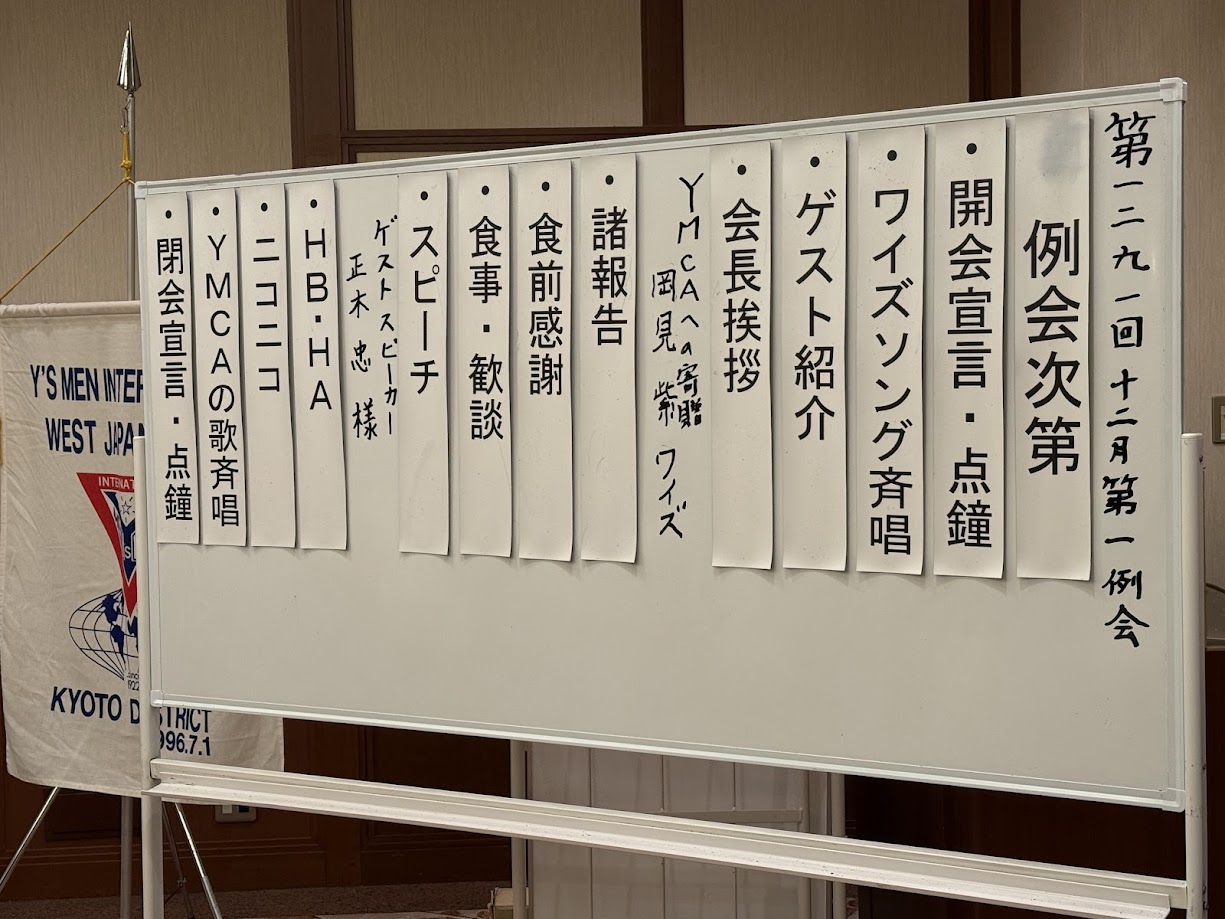 第一二九一回 十二月第一例会
例会次第
・開会宣言・点鐘
・ワイズソング斉唱
・ゲスト紹介
・会長挨拶
YMCAへの寄贈
岡見 紫 ワイズ
・諸報告
・食前感謝
・食事・歓談
・スピーチ
ゲストスピーカー
正木 忠 様
・HB・HA
・ニコニコ
・YMCAの歌斉唱
・閉会宣言・点鐘
Y'S MEN INTER
WEST JAPAN
INTERNAT
1922
KYOTO DISTRICT
1996.7.1